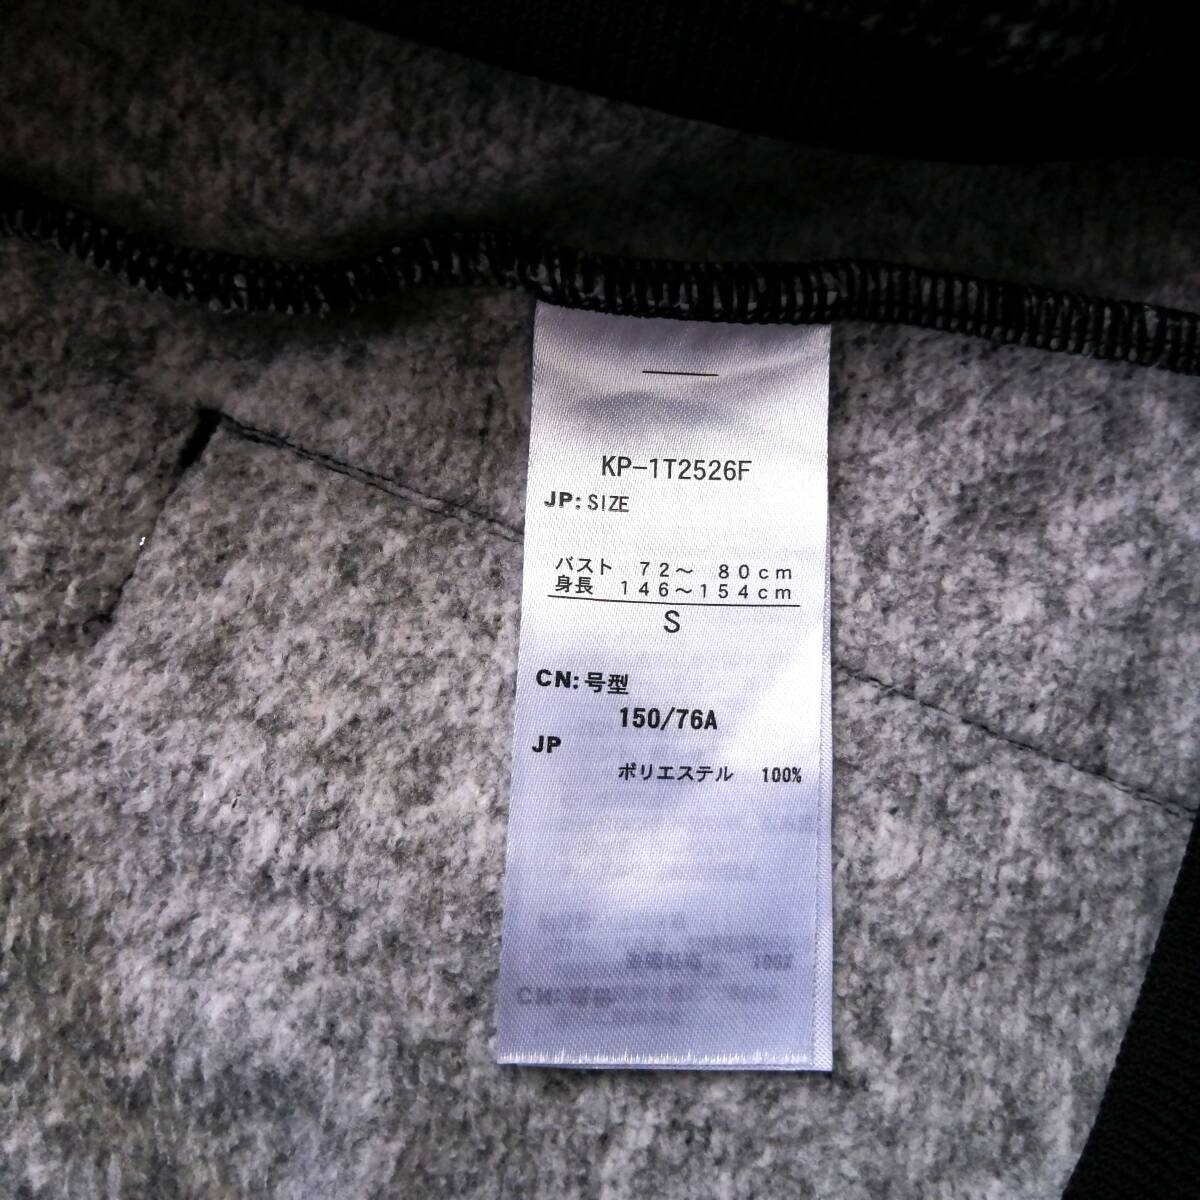 KP-1T2526F
JP: SIZE
バスト 72～ 80cm
身長 146～154cm
S
CN: 号型
150/76A
JP
ポリエステル 100%